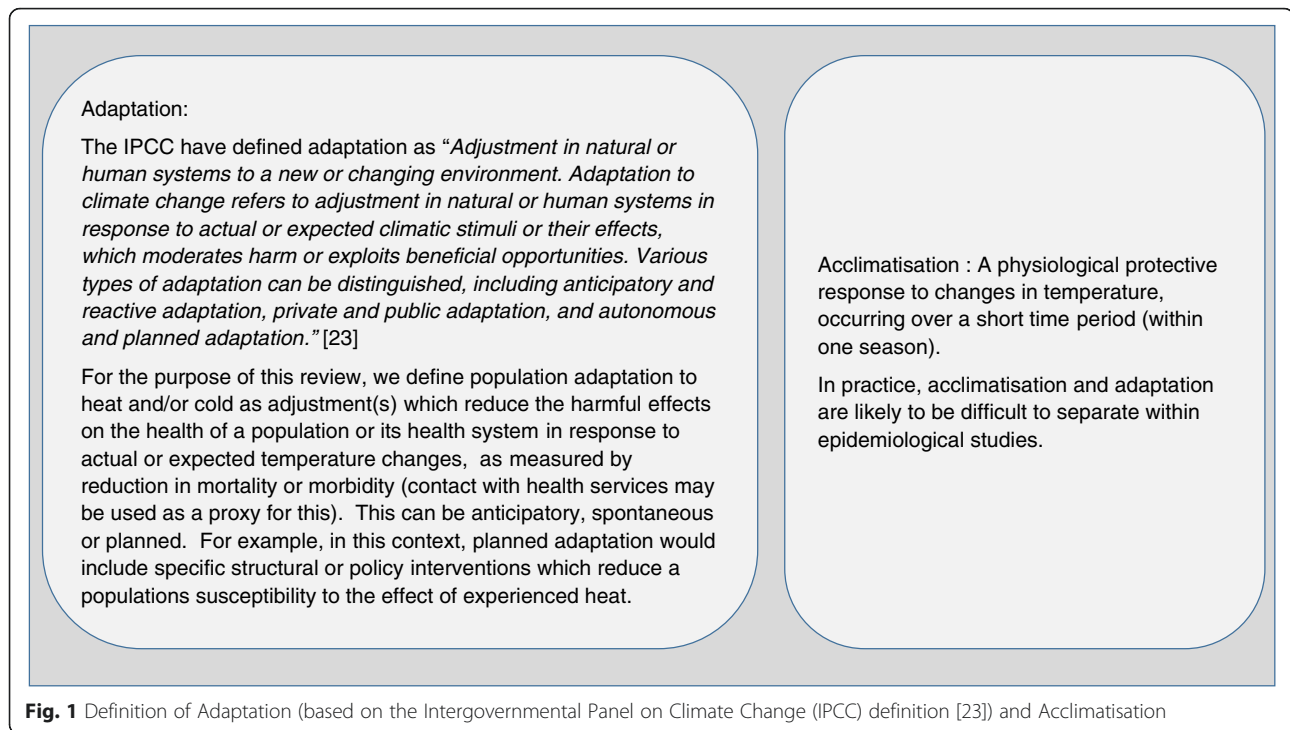 Adaptation:
The IPCC have defined adaptation as “Adjustment in natural or
human systems to a new or changing environment. Adaptation to
climate change refers to adjustment in natural or human systems in
response to actual or expected climatic stimuli or their effects,
which moderates harm or exploits beneficial opportunities. Various
types of adaptation can be distinguished, including anticipatory and
reactive adaptation, private and public adaptation, and autonomous
and planned adaptation.” [23]
For the purpose of this review, we define population adaptation to
heat and/or cold as adjustment(s) which reduce the harmful effects
on the health of a population or its health system in response to
actual or expected temperature changes, as measured by
reduction in mortality or morbidity (contact with health services may
be used as a proxy for this). This can be anticipatory, spontaneous
or planned. For example, in this context, planned adaptation would
include specific structural or policy interventions which reduce a
populations susceptibility to the effect of experienced heat.
Acclimatisation : A physiological protective
response to changes in temperature,
occurring over a short time period (within
one season).
In practice, acclimatisation and adaptation
are likely to be difficult to separate within
epidemiological studies.
Fig. 1 Definition of Adaptation (based on the Intergovernmental Panel on Climate Change (IPCC) definition [23]) and Acclimatisation